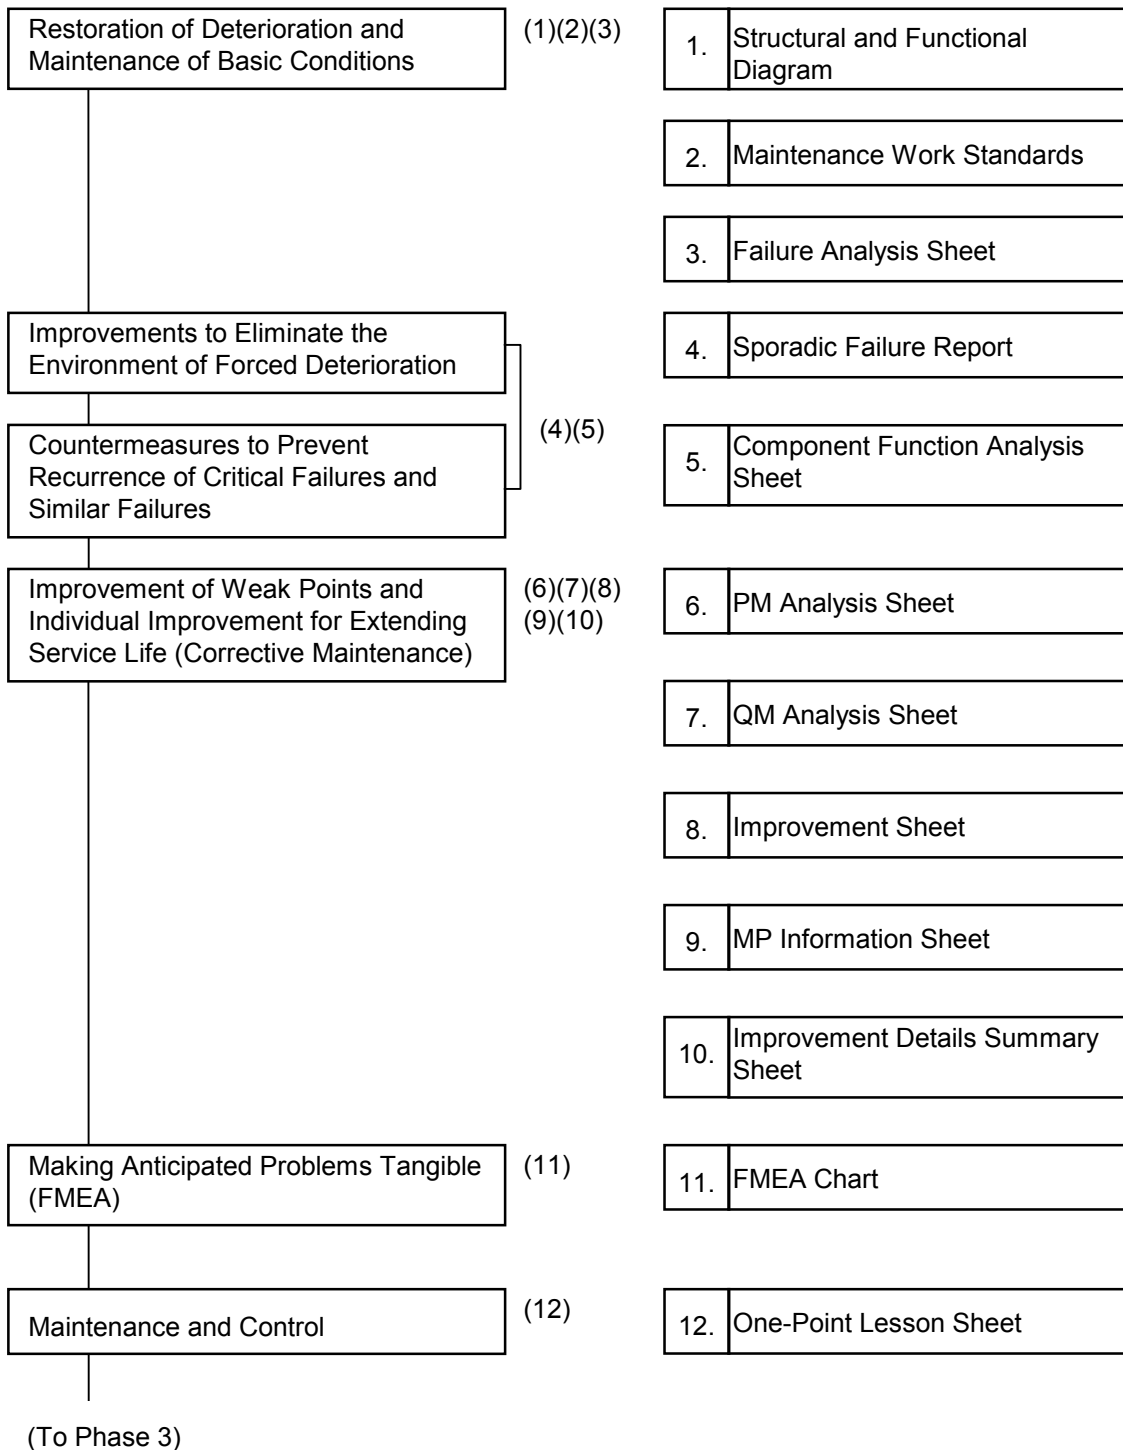 Restoration of Deterioration and
Maintenance of Basic Conditions
(1)(2)(3)
1.
Structural and Functional
Diagram
2.
Maintenance Work Standards
3.
Failure Analysis Sheet
Improvements to Eliminate the
Environment of Forced Deterioration
4.
Sporadic Failure Report
(4)(5)
Countermeasures to Prevent
Recurrence of Critical Failures and
Similar Failures
5.
Component Function Analysis
Sheet
Improvement of Weak Points and
Individual Improvement for Extending
Service Life (Corrective Maintenance)
(6)(7)(8)
(9)(10)
6.
PM Analysis Sheet
7.
QM Analysis Sheet
8.
Improvement Sheet
9.
MP Information Sheet
10.
Improvement Details Summary
Sheet
Making Anticipated Problems Tangible
(FMEA)
(11)
11.
FMEA Chart
Maintenance and Control
(12)
12.
One-Point Lesson Sheet
(To Phase 3)